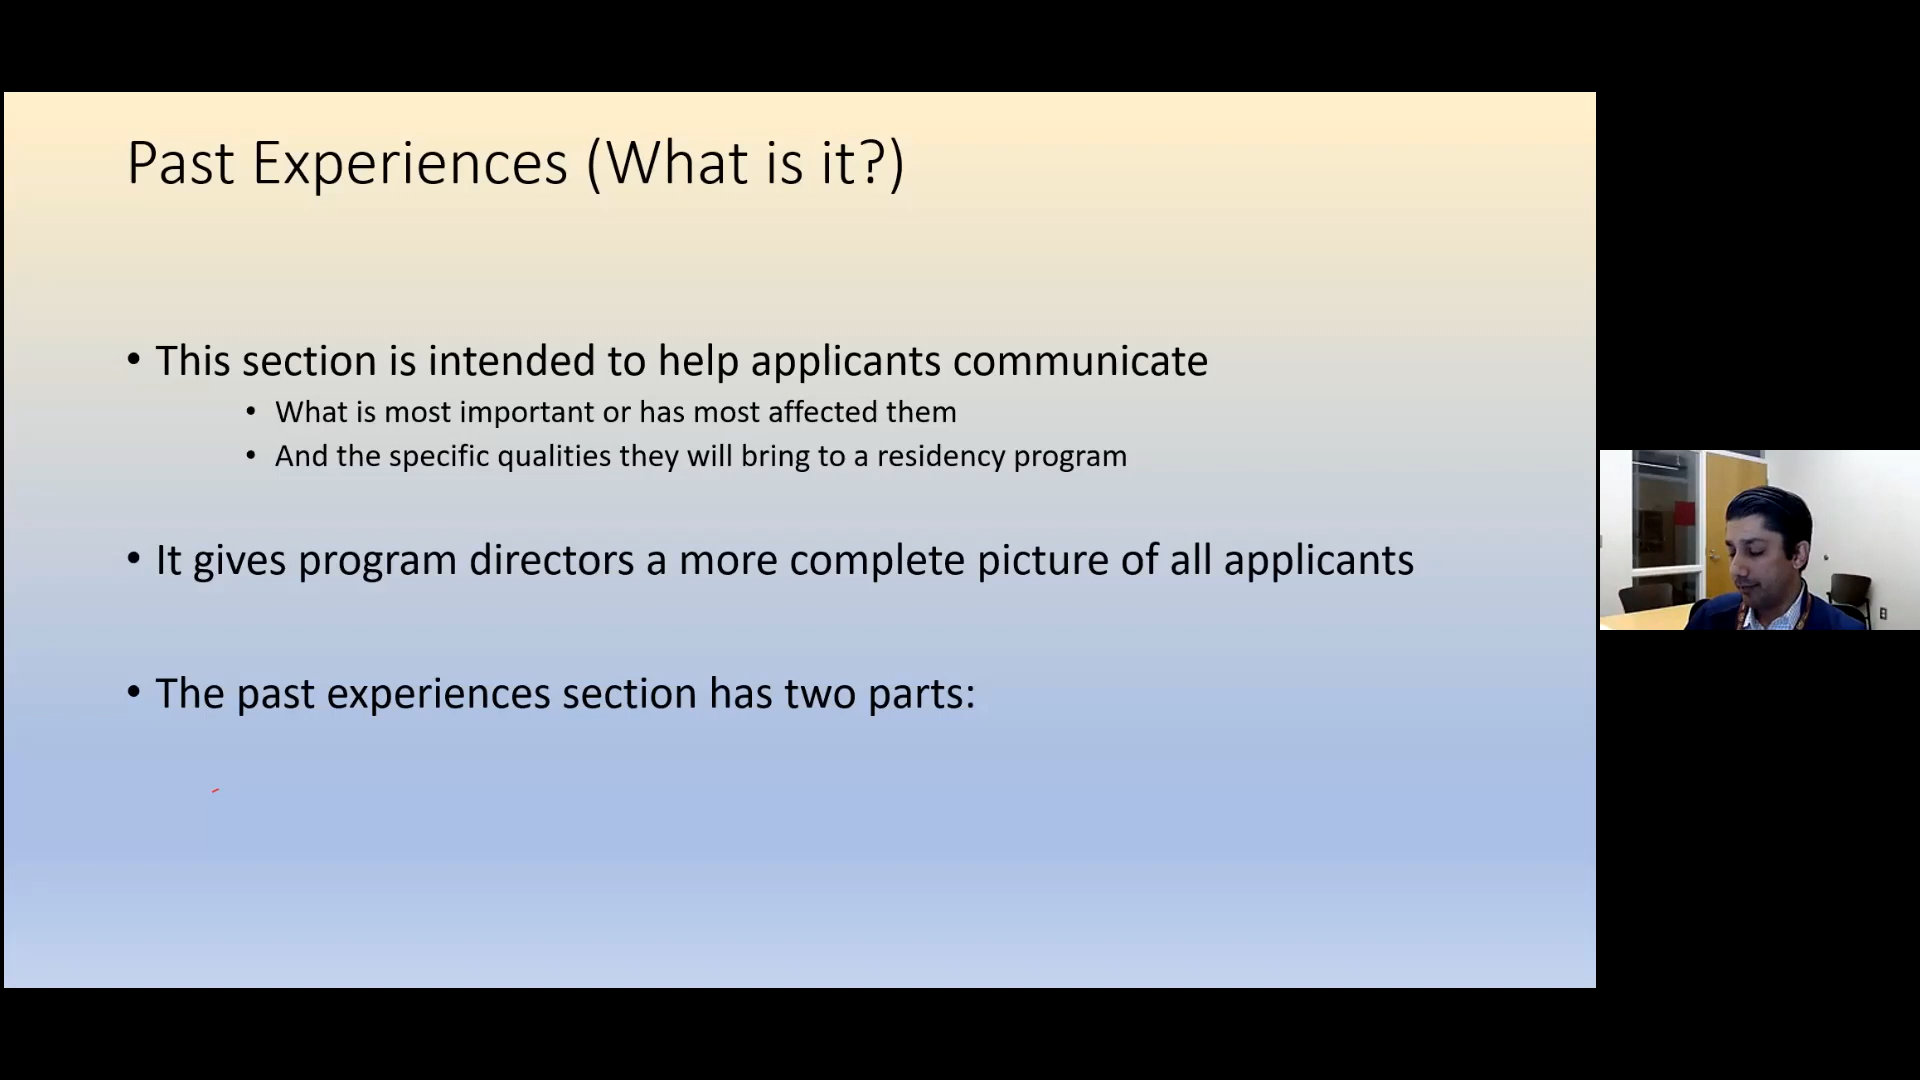 Past Experiences (What is it?)
• This section is intended to help applicants communicate
• What is most important or has most affected them
• And the specific qualities they will bring to a residency program
• It gives program directors a more complete picture of all applicants
• The past experiences section has two parts: